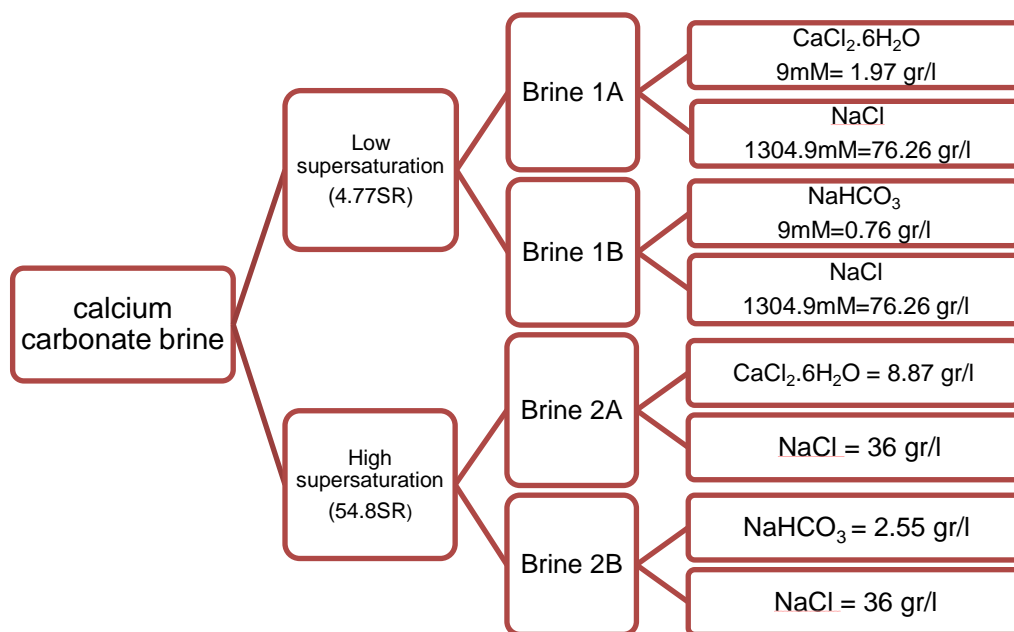 calcium
carbonate brine
Low
supersaturation
(4.77SR)
High
supersaturation
(54.8SR)
Brine 1A
Brine 1B
Brine 2A
Brine 2B
CaCl₂.6H₂O
9mM= 1.97 gr/l
NaCl
1304.9mM=76.26 gr/l
NaHCO₃
9mM=0.76 gr/l
NaCl
1304.9mM=76.26 gr/l
CaCl₂.6H₂O = 8.87 gr/l
NaCl = 36 gr/l
NaHCO₃ = 2.55 gr/l
NaCl = 36 gr/l